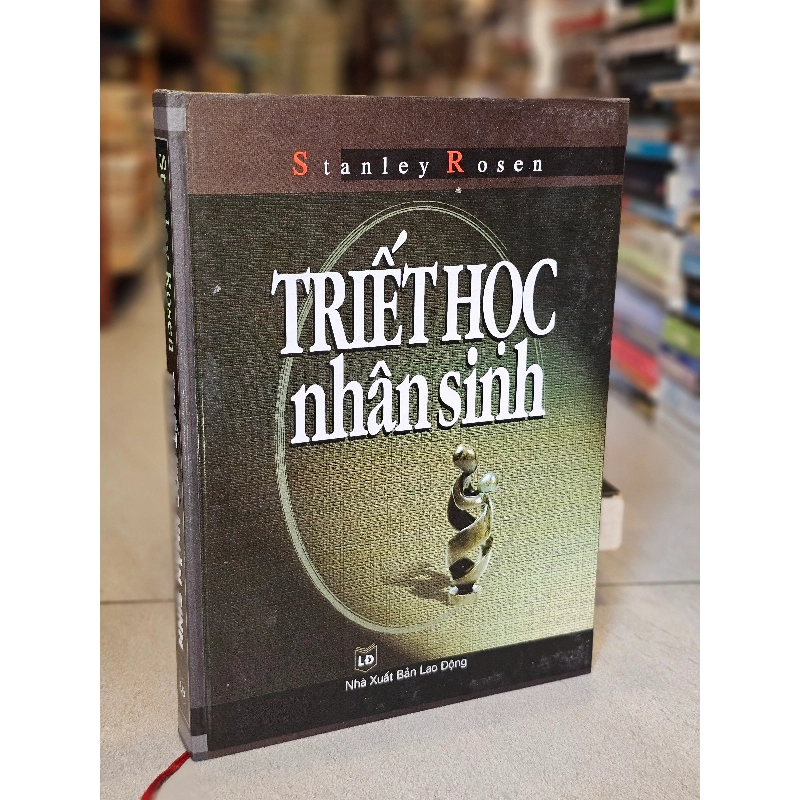 Stanley Rosen
TRIẾT HỌC
nhân sinh
LĐ
Nhà Xuất Bản Lao Động